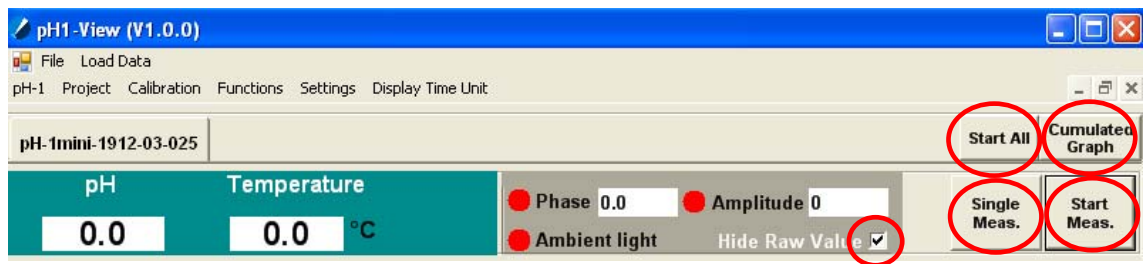 pH1-View (V1.0.0)
File Load Data
pH-1 Project Calibration Functions Settings Display Time Unit
pH-1mini-1912-03-025
Start All
Cumulated
Graph
pH
Temperature
0.0
0.0 °C
Phase 0.0
Amplitude 0
Ambient light
Hide Raw Value
Single
Meas.
Start
Meas.